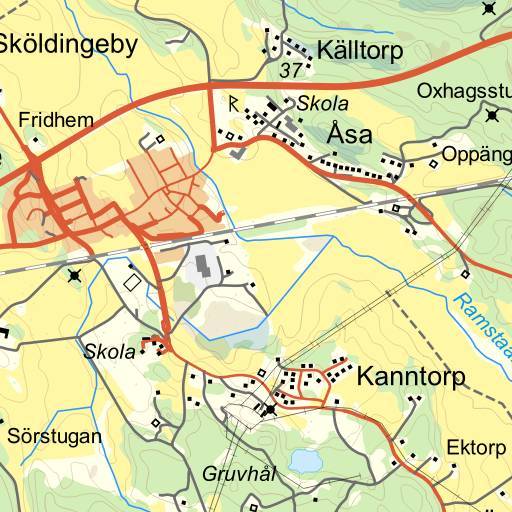 Sköldingeby
Källtorp
37
Skola
Oxhagsstu
Fridhem
Åsa
Oppäng
Ramsta
Skola
Kanntorp
Sörstugan
Ektorp
Gruvhål